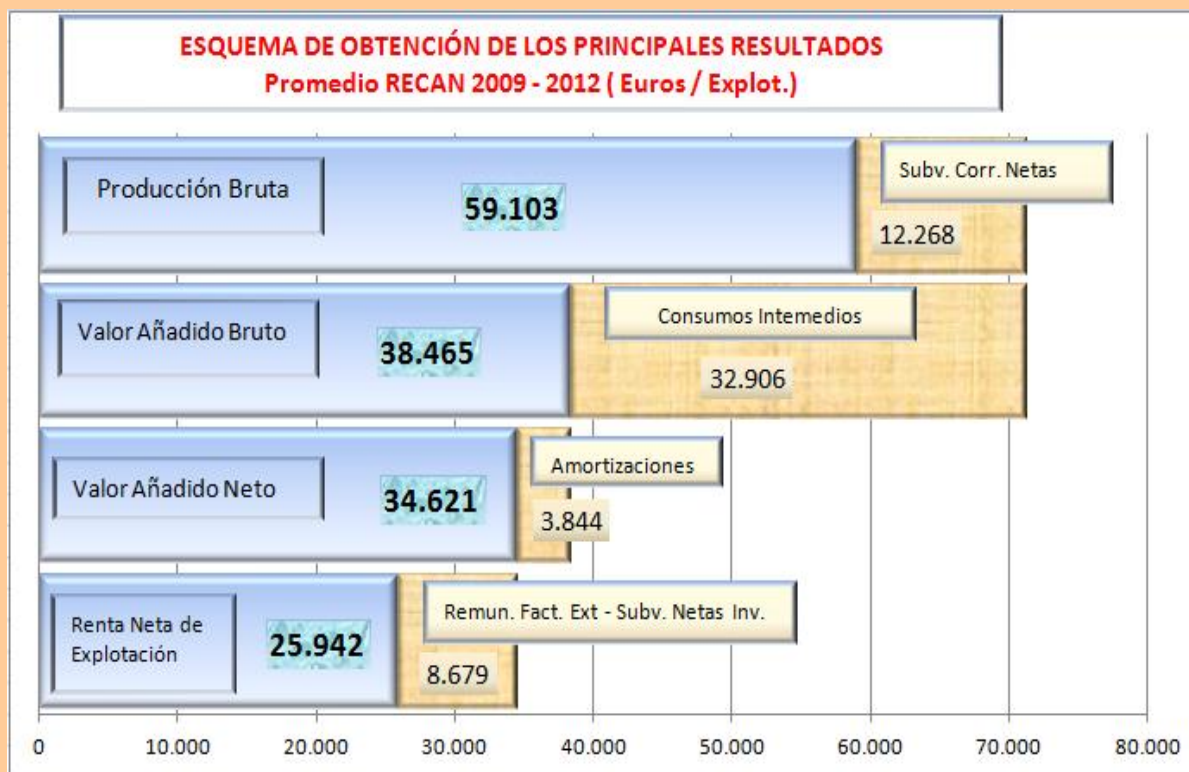 ESQUEMA DE OBTENCIÓN DE LOS PRINCIPALES RESULTADOS
Promedio RECAN 2009 - 2012 ( Euros / Explot.)
Producción Bruta
59.103
Subv. Corr. Netas
12.268
Valor Añadido Bruto
38.465
Consumos Intemedios
32.906
Valor Añadido Neto
34.621
Amortizaciones
3.844
Renta Neta de
Explotación
25.942
Remun. Fact. Ext - Subv. Netas Inv.
8.679
0 10.000 20.000 30.000 40.000 50.000 60.000 70.000 80.000